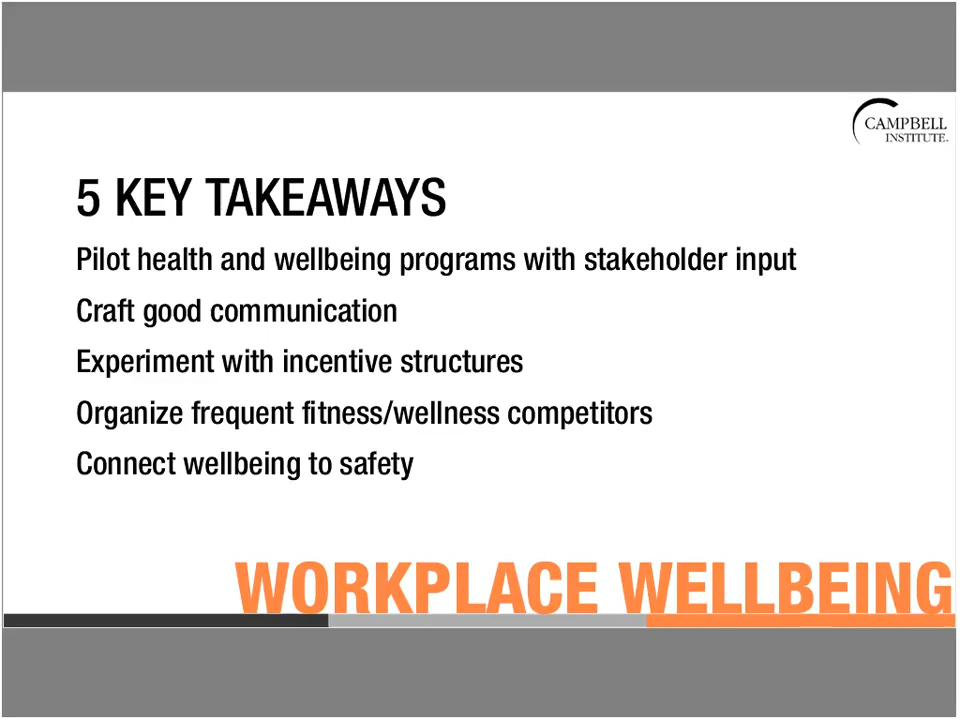 CAMPBELL
INSTITUTE™
5 KEY TAKEAWAYS
Pilot health and wellbeing programs with stakeholder input
Craft good communication
Experiment with incentive structures
Organize frequent fitness/wellness competitors
Connect wellbeing to safety
WORKPLACE WELLBEING